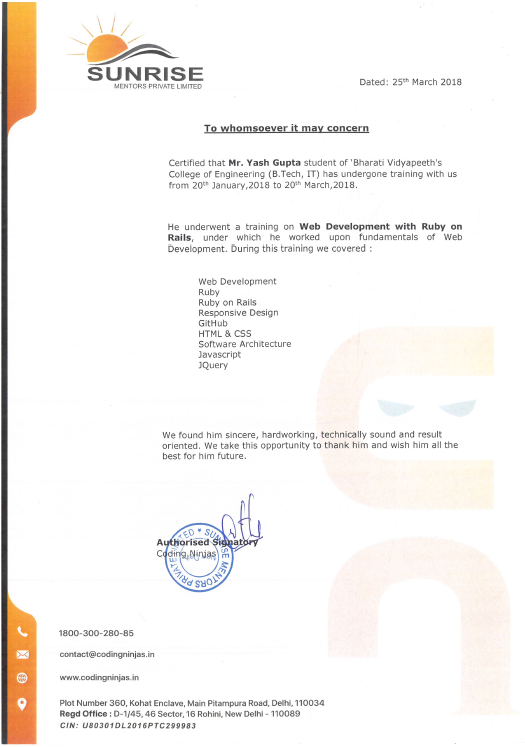 SUNRISE
MENTORS PRIVATE LIMITED
Dated: 25th March 2018
To whomsoever it may concern
Certified that Mr. Yash Gupta student of 'Bharati Vidyapeeth's
College of Engineering (B.Tech, IT) has undergone training with us
from 20th January,2018 to 20th March,2018.
He underwent a training on Web Development with Ruby on
Rails, under which he worked upon fundamentals of Web
Development. During this training we covered :
Web Development
Ruby
Ruby on Rails
Responsive Design
GitHub
HTML & CSS
Software Architecture
Javascript
JQuery
We found him sincere, hardworking, technically sound and result
oriented. We take this opportunity to thank him and wish him all the
best for him future.
Authorised Signatory
Coding Ninjas
SUNRISE MENTORS PRIVATE LIMITED
1800-300-280-85
contact@codingninjas.in
www.codingninjas.in
Plot Number 360, Kohat Enclave, Main Pitampura Road, Delhi, 110034
Regd Office : D-1/45, 46 Sector, 16 Rohini, New Delhi - 110089
CIN: U80301DL2016PTC299983